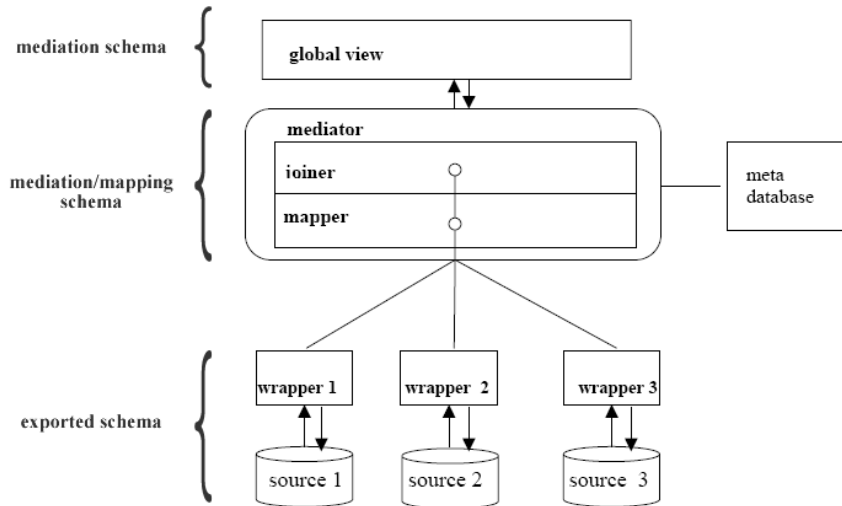 mediation schema
global view
mediator
mediation/mapping
schema
joiner
mapper
meta
database
wrapper 1
wrapper 2
wrapper 3
exported schema
source 1
source 2
source 3